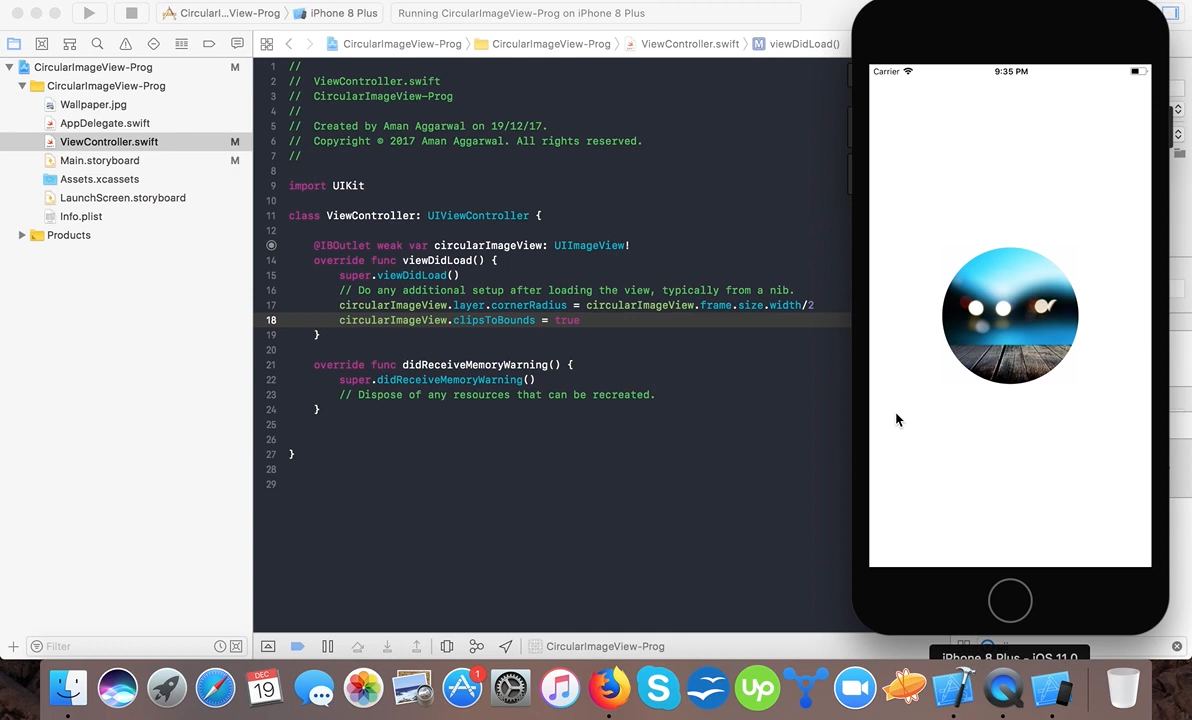 CircularI...View-Prog
iPhone 8 Plus
Running CircularImageView-Prog on iPhone 8 Plus
CircularImageView-Prog
M
CircularImageView-Prog
Wallpaper.jpg
AppDelegate.swift
ViewController.swift
M
Main.storyboard
M
Assets.xcassets
LaunchScreen.storyboard
Info.plist
Products
Filter
CircularImageView-Prog
CircularImageView-Prog
ViewController.swift
M
viewDidLoad()
1 //
2 // ViewController.swift
3 // CircularImageView-Prog
4 //
5 // Created by Aman Aggarwal on 19/12/17.
6 // Copyright © 2017 Aman Aggarwal. All rights reserved.
7 //
8
9 import UIKit
10
11 class ViewController: UIViewController {
12
@IBOutlet weak var circularImageView: UIImageView!
14 override func viewDidLoad() {
15 super.viewDidLoad()
16 // Do any additional setup after loading the view, typically from a nib.
17 circularImageView.layer.cornerRadius = circularImageView.frame.size.width/2
18 circularImageView.clipsToBounds = true
19 }
20
21 override func didReceiveMemoryWarning() {
22 super.didReceiveMemoryWarning()
23 // Dispose of any resources that can be recreated.
24 }
25
26
27 }
28
29
CircularImageView-Prog
Carrier
9:35 PM
iPhone 8 Plus - iOS 11.0
DEC
19
1
S
Up